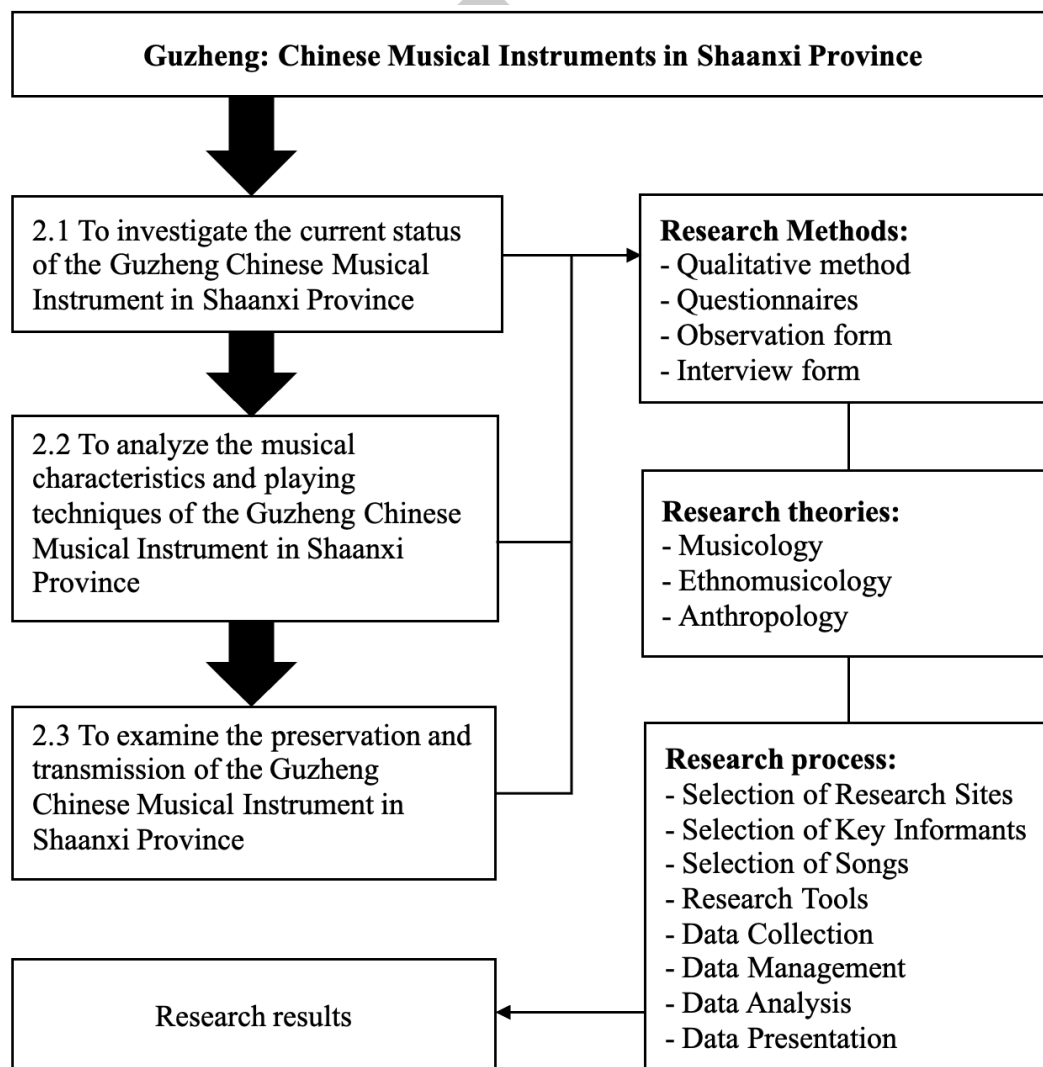 Guzheng: Chinese Musical Instruments in Shaanxi Province
2.1 To investigate the current status
of the Guzheng Chinese Musical
Instrument in Shaanxi Province
2.2 To analyze the musical
characteristics and playing
techniques of the Guzheng Chinese
Musical Instrument in Shaanxi
Province
2.3 To examine the preservation and
transmission of the Guzheng
Chinese Musical Instrument in
Shaanxi Province
Research Methods:
- Qualitative method
- Questionnaires
- Observation form
- Interview form
Research theories:
- Musicology
- Ethnomusicology
- Anthropology
Research process:
- Selection of Research Sites
- Selection of Key Informants
- Selection of Songs
- Research Tools
- Data Collection
- Data Management
- Data Analysis
- Data Presentation
Research results